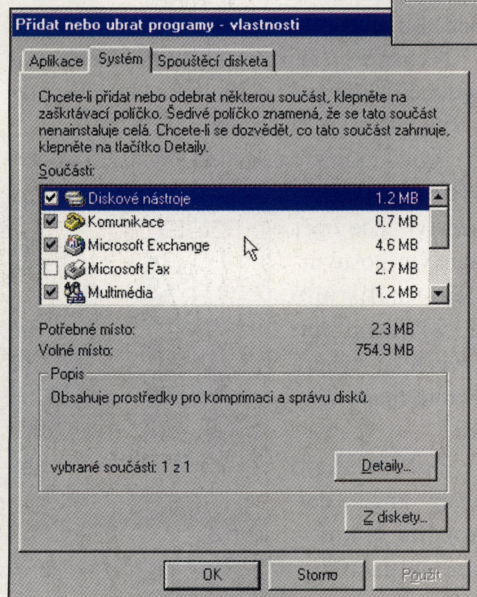 Přidat nebo ubrat programy - vlastnosti
Aplikace Systém Spouštěcí disketa
Chcete-li přidat nebo odebrat některou součást, klepněte na
zaškrtávací políčko. Šedivé políčko znamená, že se tato součást
nenainstaluje celá. Chcete-li se dozvědět, co tato součást zahrnuje,
klepněte na tlačítko Detaily.
Součásti:
Diskové nástroje 1.2 MB
Komunikace 0.7 MB
Microsoft Exchange 4.6 MB
Microsoft Fax 2.7 MB
Multimédia 1.2 MB
Potřebné místo: 2.3 MB
Volné místo: 754.9 MB
Popis
Obsahuje prostředky pro komprimaci a správu disků.
vybrané součásti: 1 z 1 Detaily...
Z diskety...
OK Storno Použít